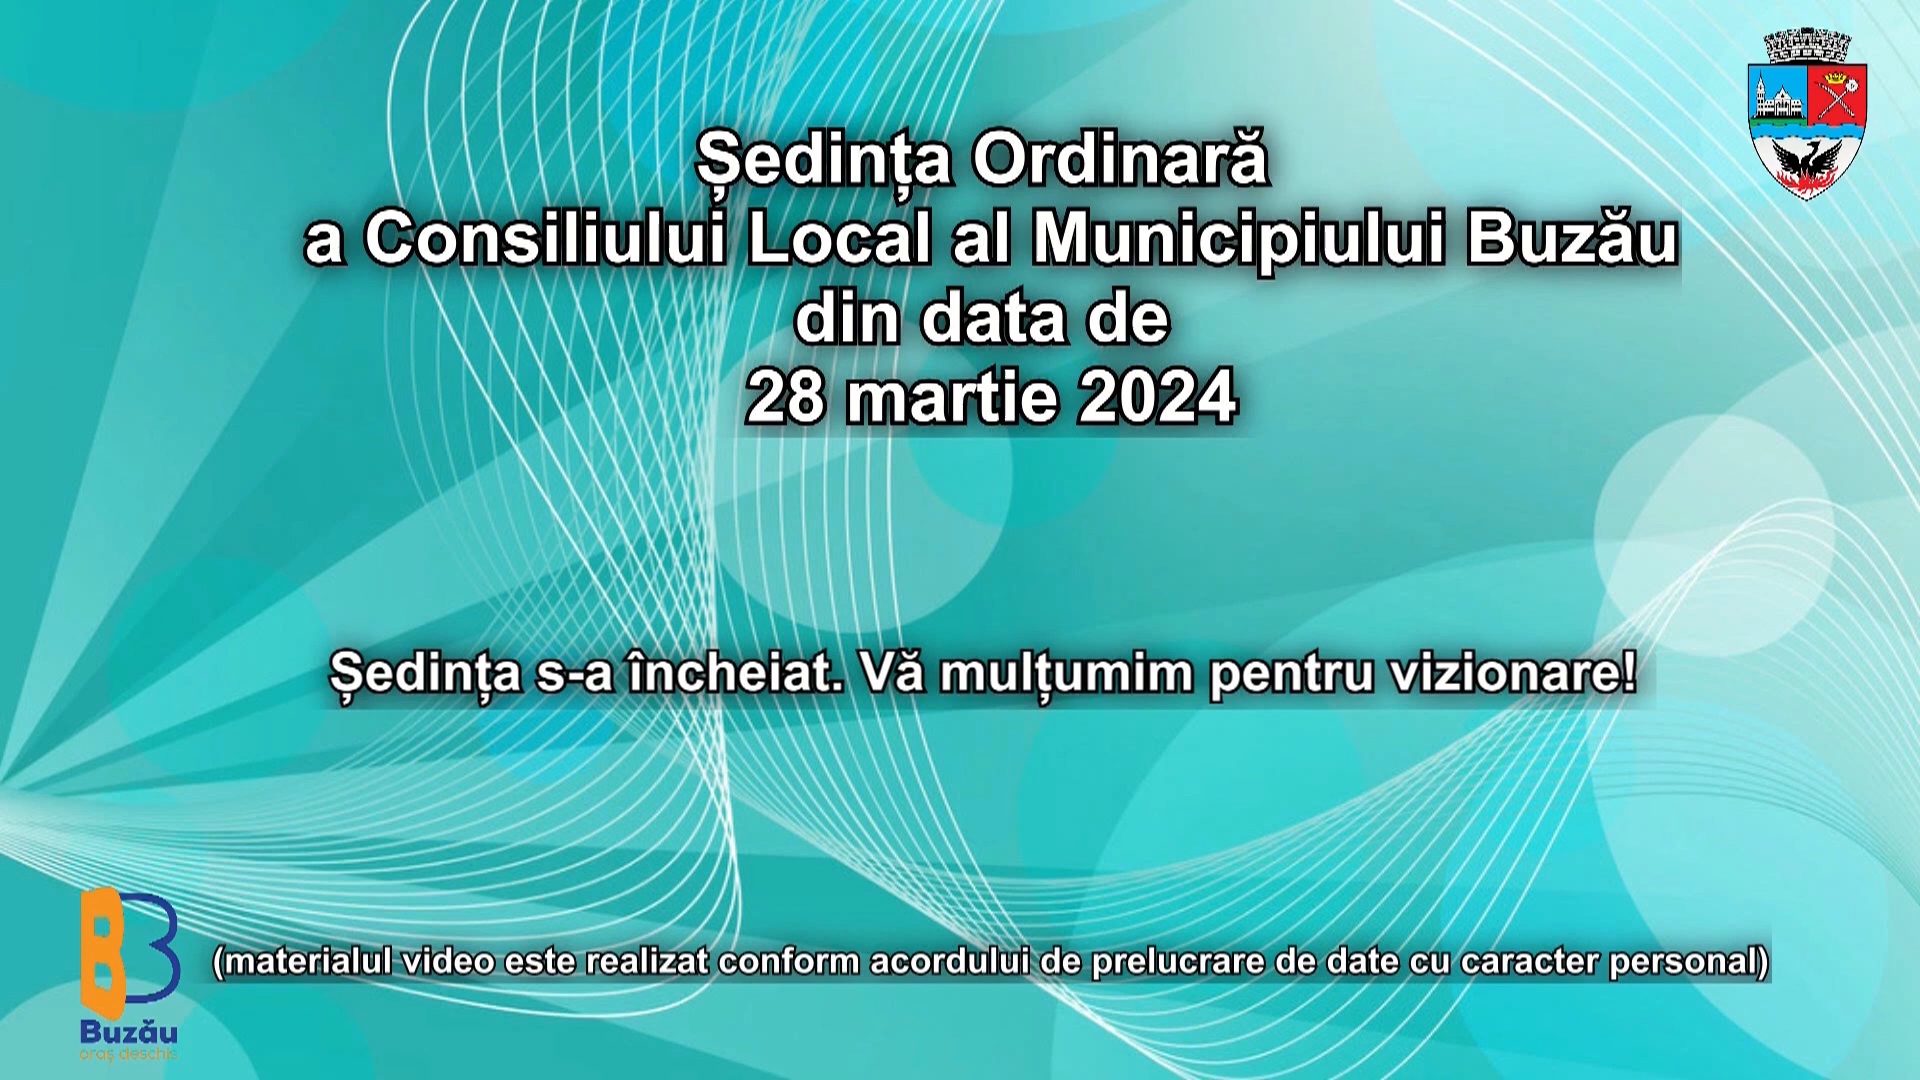 Ședința Ordinară
a Consiliului Local al Municipiului Buzău
din data de
28 martie 2024
Ședința s-a încheiat. Vă mulțumim pentru vizionare!
(materialul video este realizat conform acordului de prelucrare de date cu caracter personal)
Buzău
oraș deschis